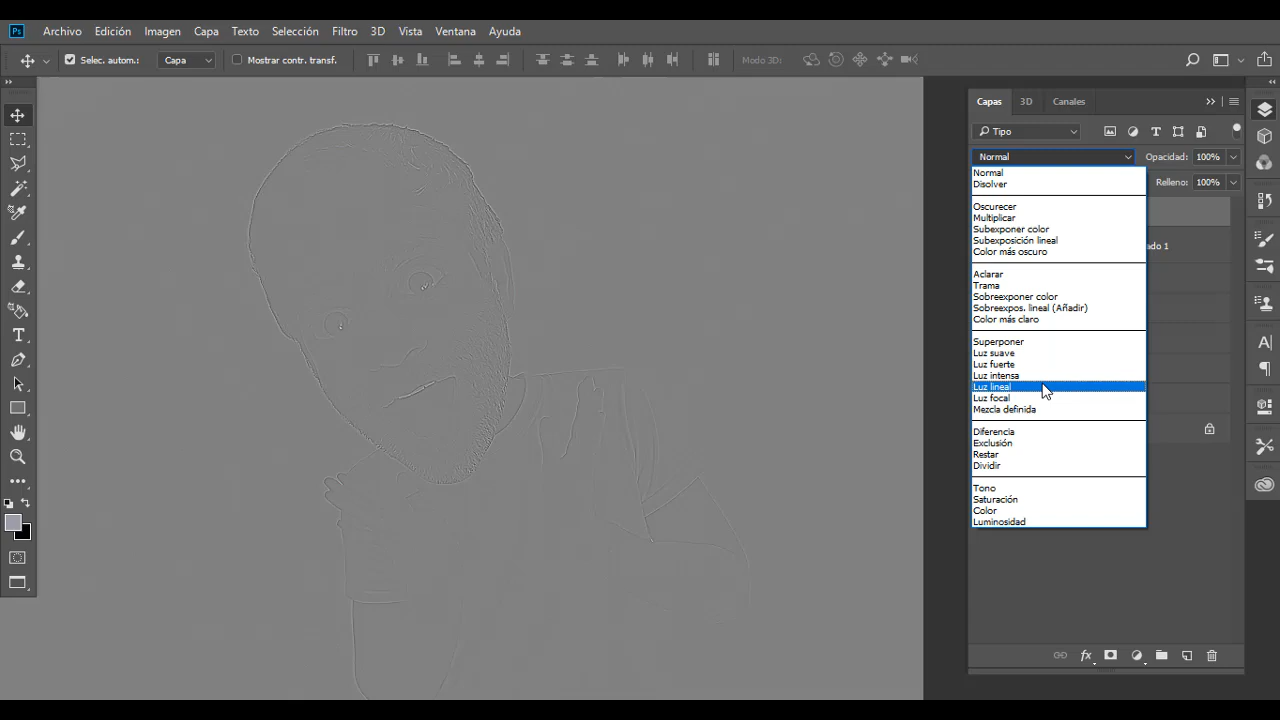 Ps Archivo Edición Imagen Capa Texto Selección Filtro 3D Vista Ventana Ayuda
Selec. autom.: Capa Mostrar contr. transf. Modo 3D:
Capas 3D Canales
Tipo
Normal Opacidad: 100%
Normal Relleno: 100%
Disolver
Oscurecer
Multiplicar
Subexponer color
Subexposición lineal ado 1
Color más oscuro
Aclarar
Trama
Sobreexponer color
Sobreexpos. lineal (Añadir)
Color más claro
Superponer
Luz suave
Luz fuerte
Luz intensa
Luz lineal
Luz focal
Mezcla definida
Diferencia
Exclusión
Restar
Dividir
Tono
Saturación
Color
Luminosidad
fx